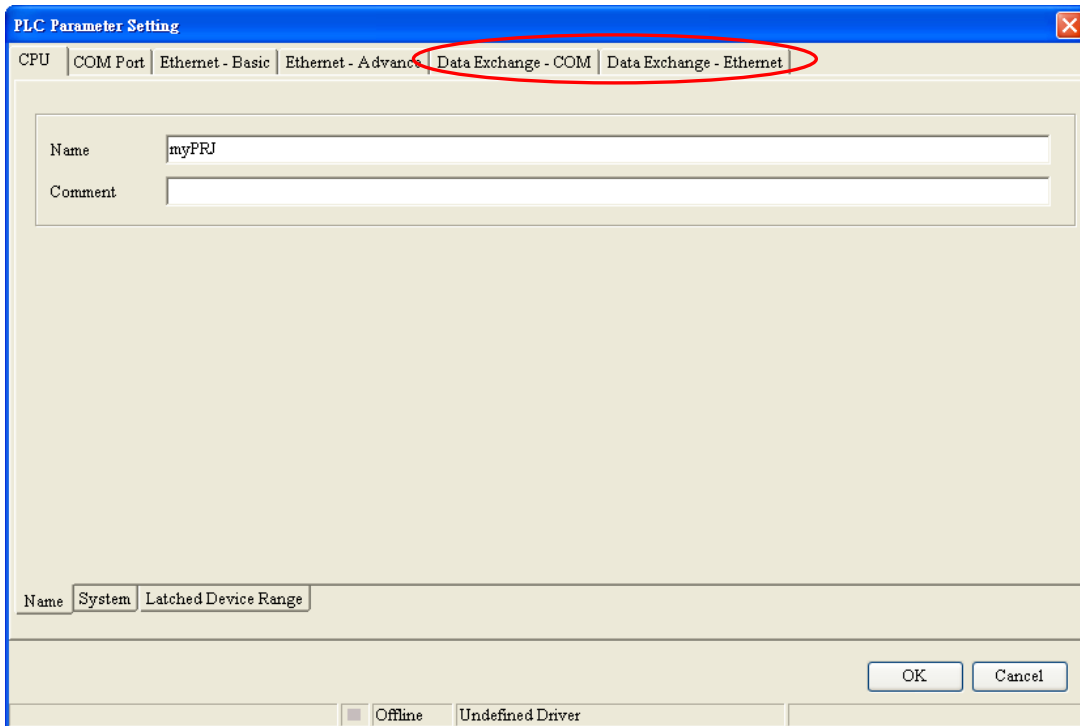 PLC Parameter Setting
CPU COM Port Ethernet - Basic Ethernet - Advance Data Exchange - COM Data Exchange - Ethernet
Name myPRJ
Comment
Name System Latched Device Range
OK Cancel
Offline Undefined Driver